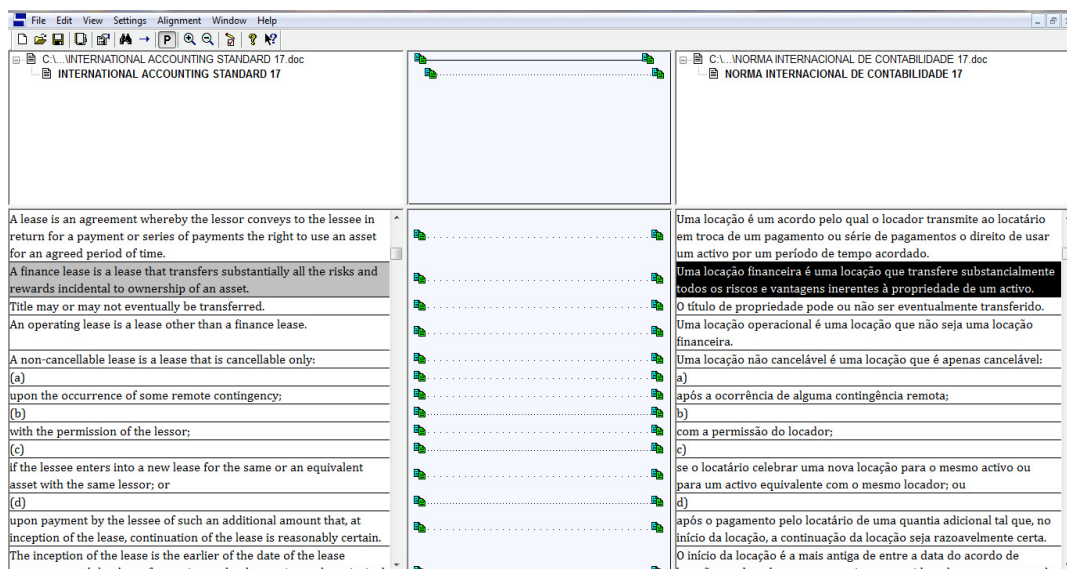 File Edit View Settings Alignment Window Help
P
C:\...\INTERNATIONAL ACCOUNTING STANDARD 17.doc
INTERNATIONAL ACCOUNTING STANDARD 17
C:\...\NORMA INTERNACIONAL DE CONTABILIDADE 17.doc
NORMA INTERNACIONAL DE CONTABILIDADE 17
A lease is an agreement whereby the lessor conveys to the lessee in
return for a payment or series of payments the right to use an asset
for an agreed period of time.
A finance lease is a lease that transfers substantially all the risks and
rewards incidental to ownership of an asset.
Title may or may not eventually be transferred.
An operating lease is a lease other than a finance lease.
A non-cancellable lease is a lease that is cancellable only:
(a)
upon the occurrence of some remote contingency;
(b)
with the permission of the lessor;
(c)
if the lessee enters into a new lease for the same or an equivalent
asset with the same lessor; or
(d)
upon payment by the lessee of such an additional amount that, at
inception of the lease, continuation of the lease is reasonably certain.
The inception of the lease is the earlier of the date of the lease
Uma locação é um acordo pelo qual o locador transmite ao locatário
em troca de um pagamento ou série de pagamentos o direito de usar
um activo por um período de tempo acordado.
Uma locação financeira é uma locação que transfere substancialmente
todos os riscos e vantagens inerentes à propriedade de um activo.
O título de propriedade pode ou não ser eventualmente transferido.
Uma locação operacional é uma locação que não seja uma locação
financeira.
Uma locação não cancelável é uma locação que é apenas cancelável:
a)
após a ocorrência de alguma contingência remota;
b)
com a permissão do locador;
c)
se o locatário celebrar uma nova locação para o mesmo activo ou
para um activo equivalente com o mesmo locador; ou
d)
após o pagamento pelo locatário de uma quantia adicional tal que, no
início da locação, a continuação da locação seja razoavelmente certa.
O início da locação é a mais antiga de entre a data do acordo de